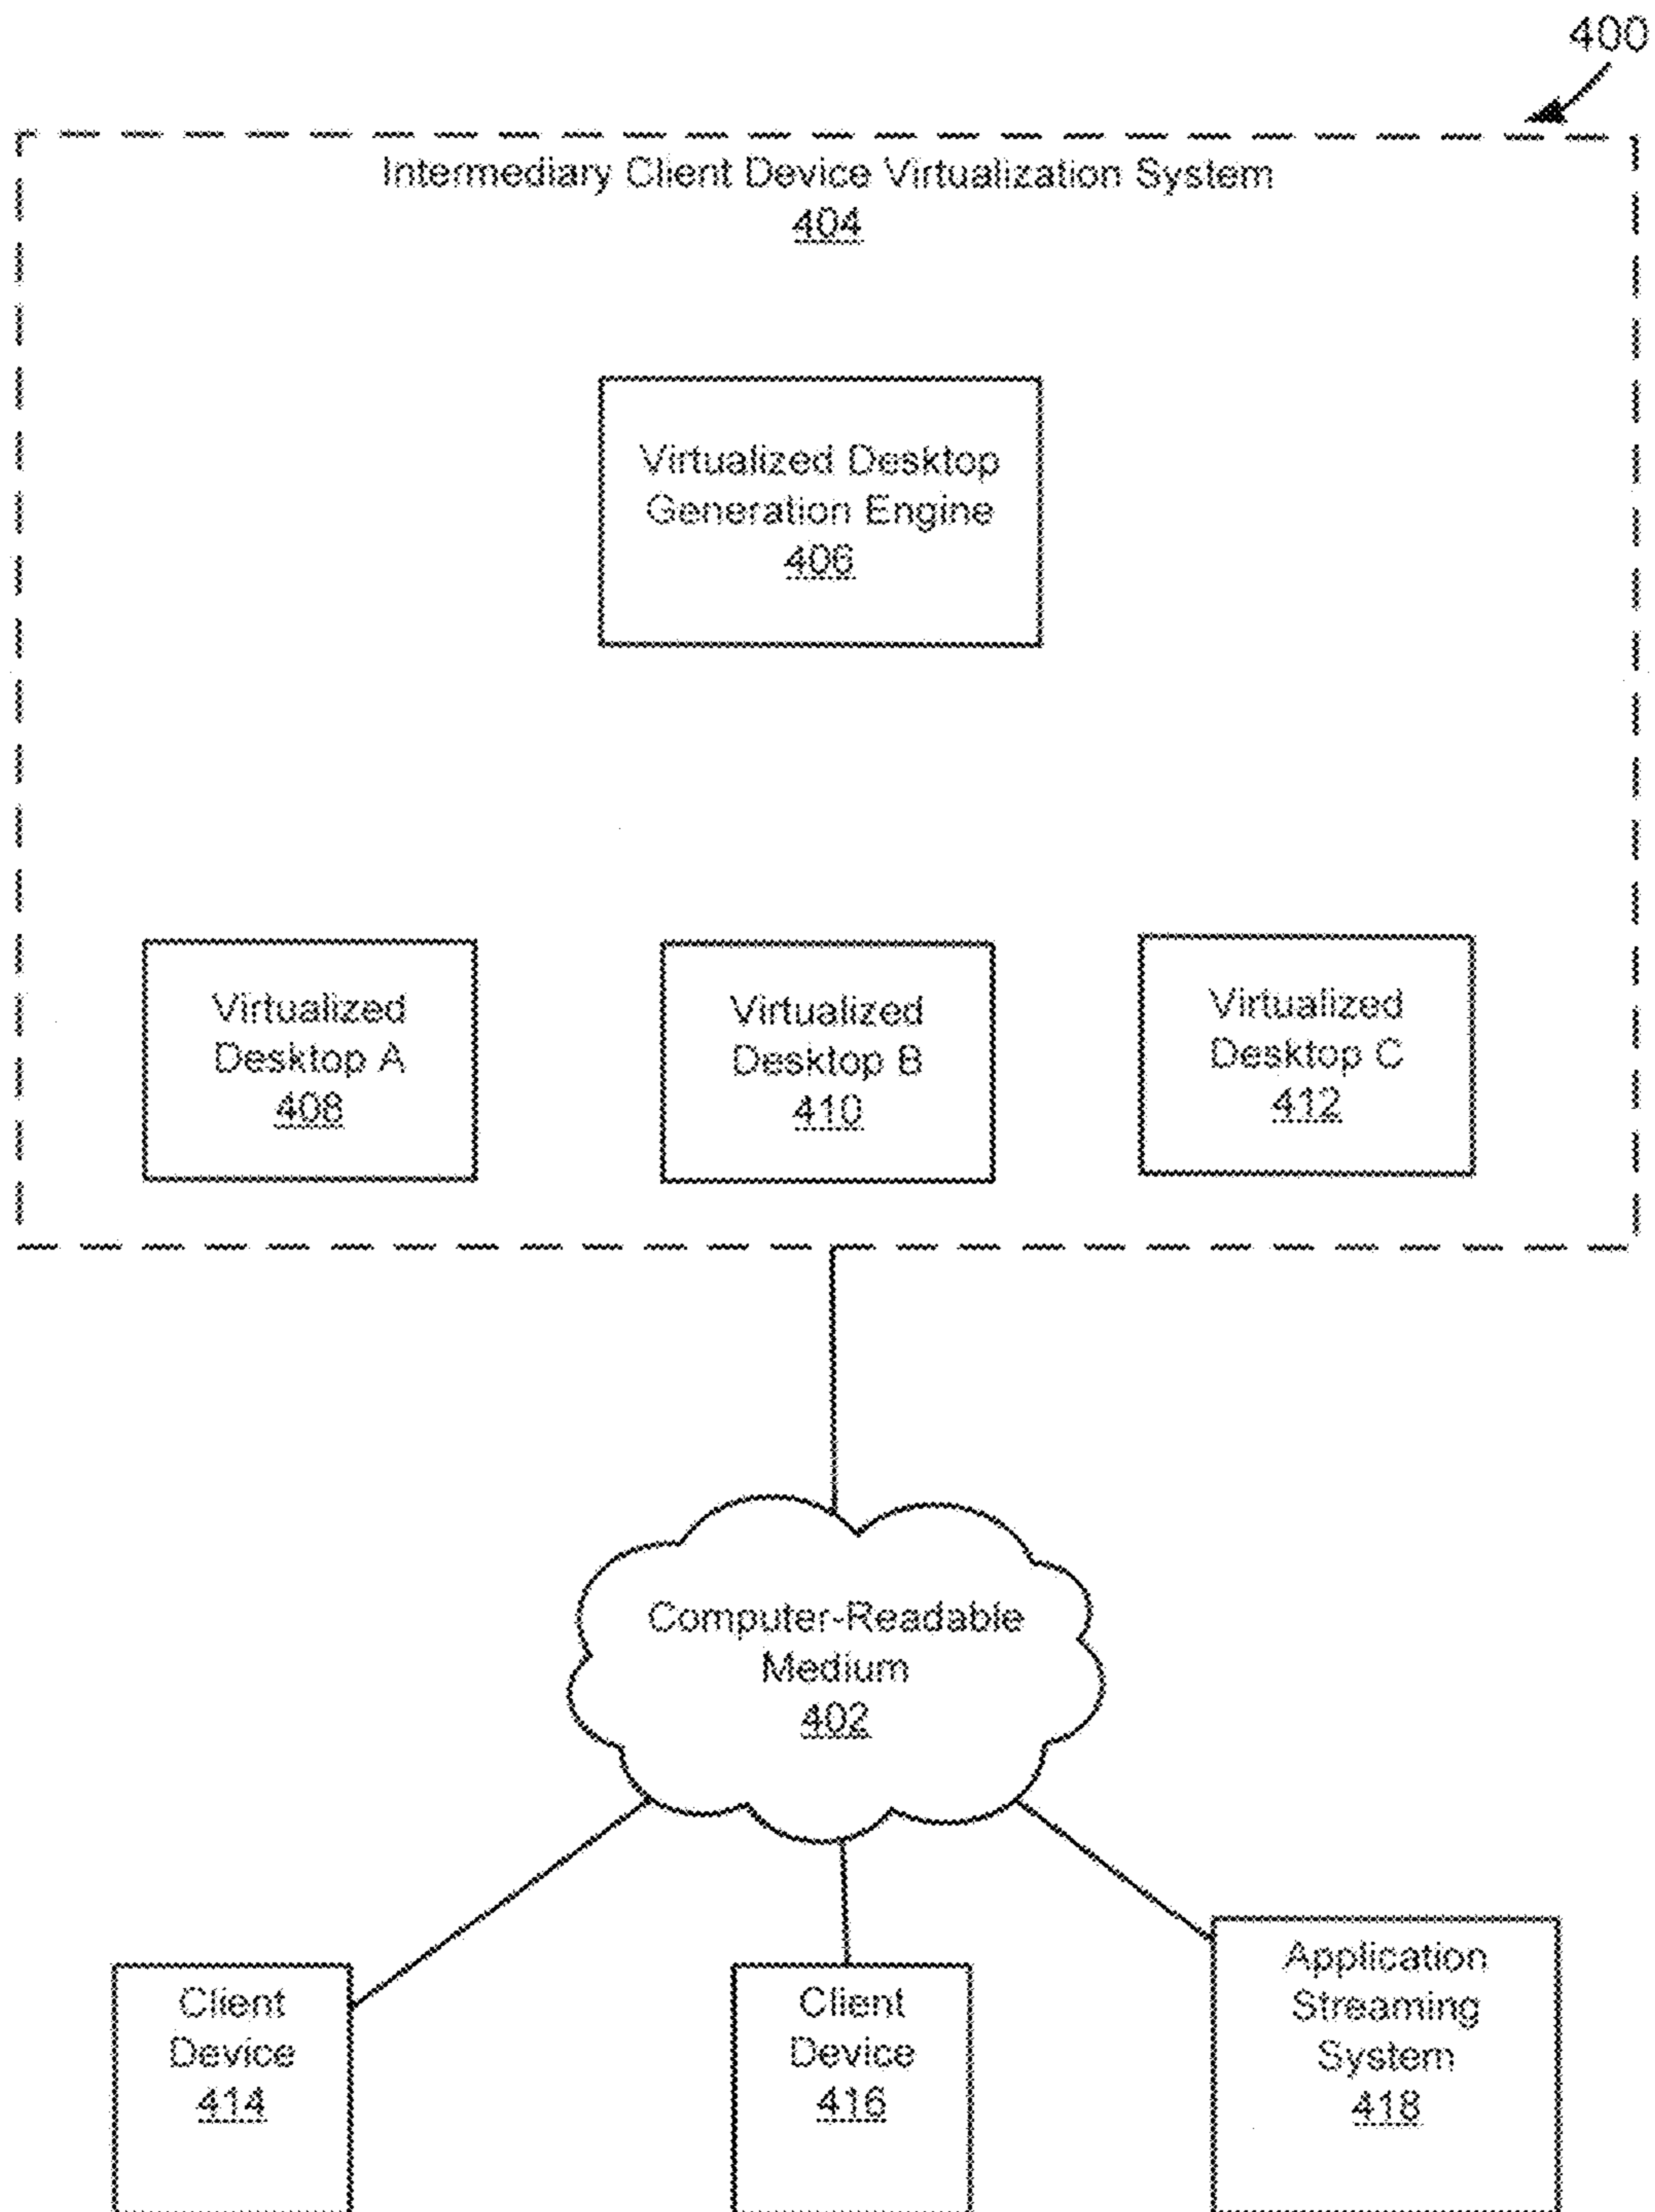 400
Intermediary Client Device Virtualization System
404
Virtualized Desktop
Generation Engine
406
Virtualized
Desktop A
408
Virtualized
Desktop B
410
Virtualized
Desktop C
412
Computer-Readable
Medium
402
Client
Device
414
Client
Device
416
Application
Streaming
System
418